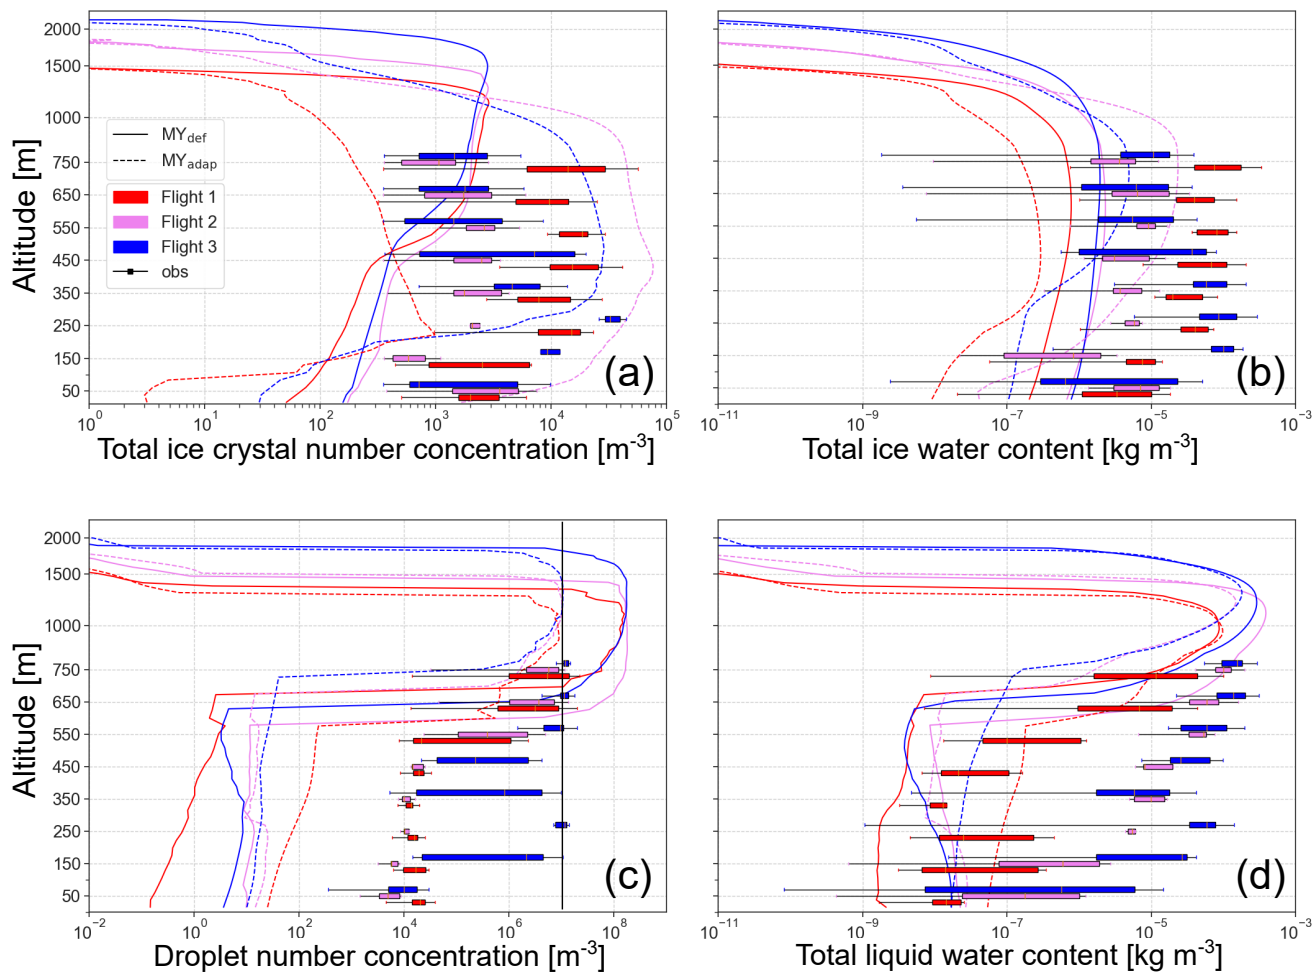 2000
1500
1000
750
650
550
450
350
250
150
50
Altitude [m]
MY_def
MY_adap
Flight 1
Flight 2
Flight 3
obs
(a)
10^0
10^1
10^2
10^3
10^4
10^5
Total ice crystal number concentration [m^-3]
(b)
10^-11
10^-9
10^-7
10^-5
10^-3
Total ice water content [kg m^-3]
2000
1500
1000
750
650
550
450
350
250
150
50
Altitude [m]
(c)
10^-2
10^0
10^2
10^4
10^6
10^8
Droplet number concentration [m^-3]
(d)
10^-11
10^-9
10^-7
10^-5
10^-3
Total liquid water content [kg m^-3]